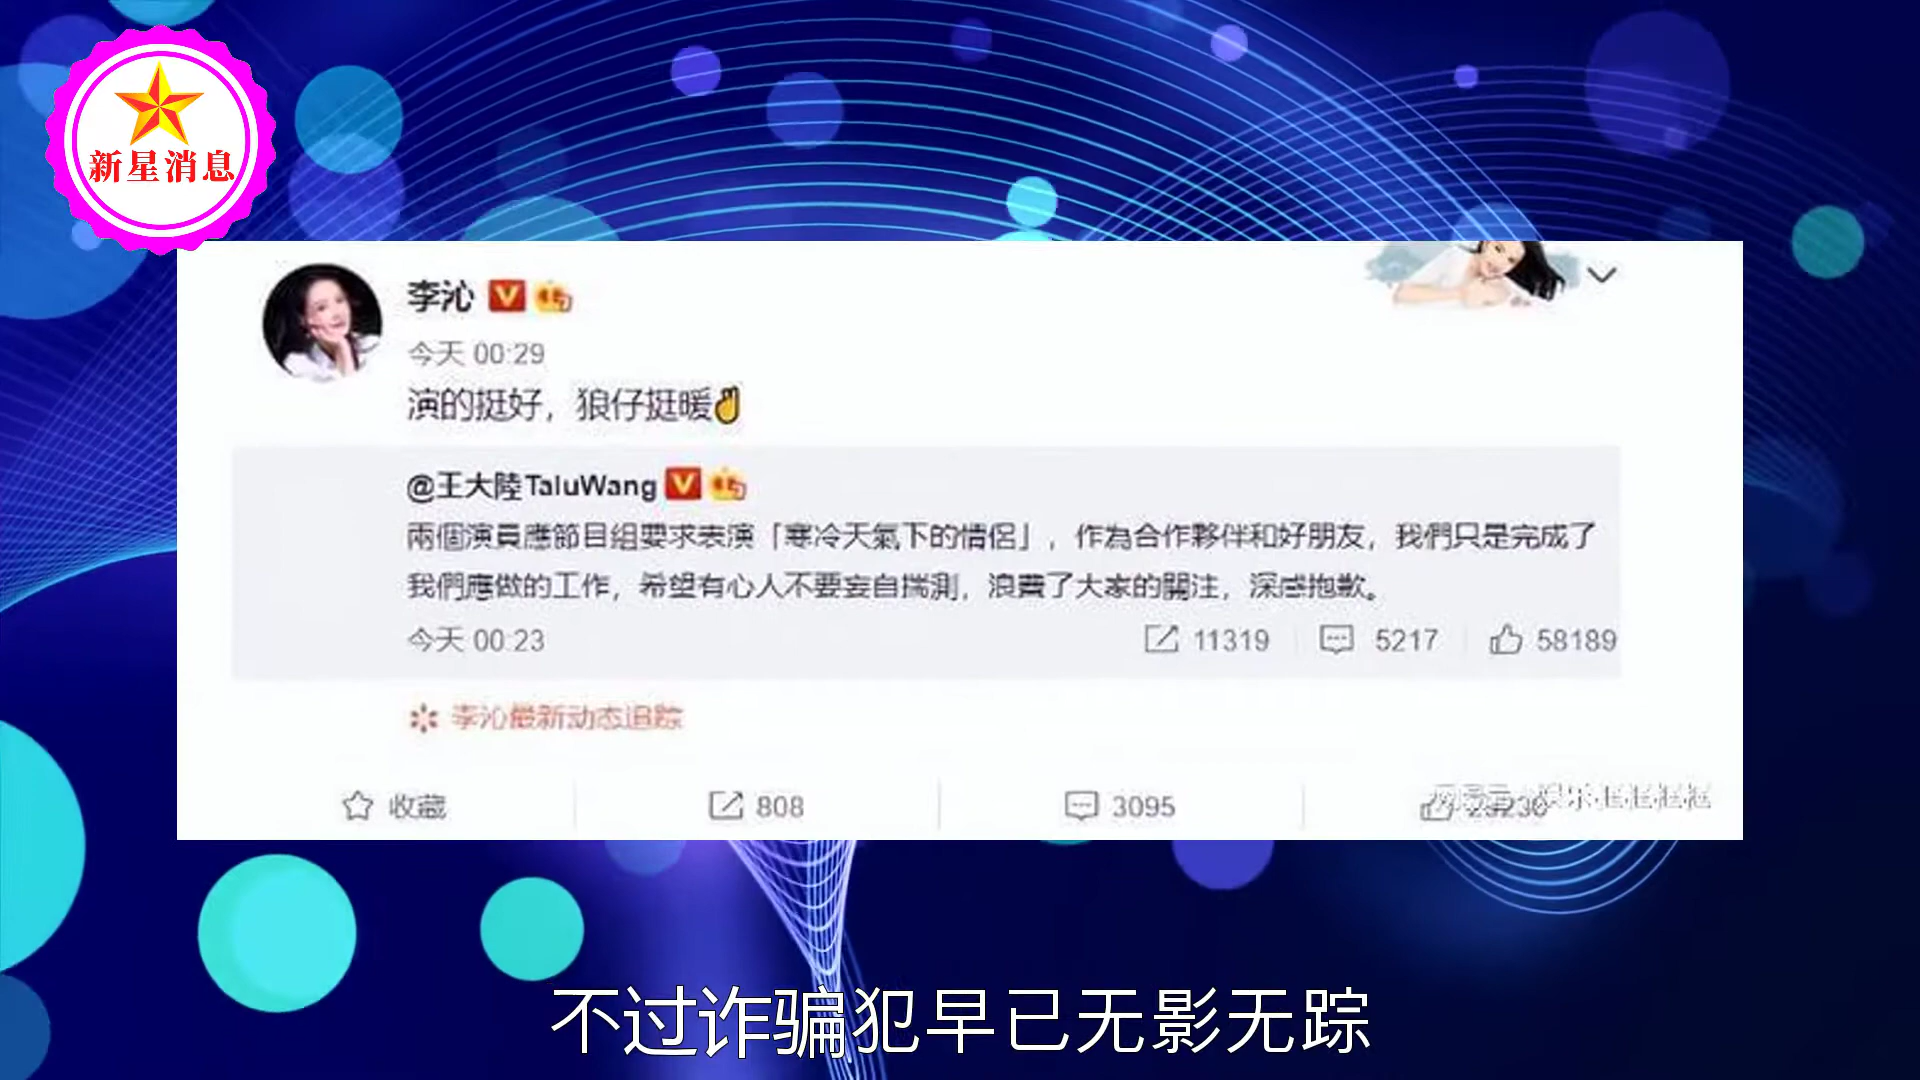 新星消息
李沁
今天 00:29
演的挺好，狼仔挺暖✌
@王大陸TaluWang
兩個演員應節目組要求表演「寒冷天氣下的情侶」，作為合作夥伴和好朋友，我們只是完成了
我們應做的工作，希望有心人不要妄自揣測，浪費了大家的關注，深感抱歉。
今天 00:23
11319 5217 58189
李沁最新动态追踪
收藏 808 3095
不过诈骗犯早已无影无踪